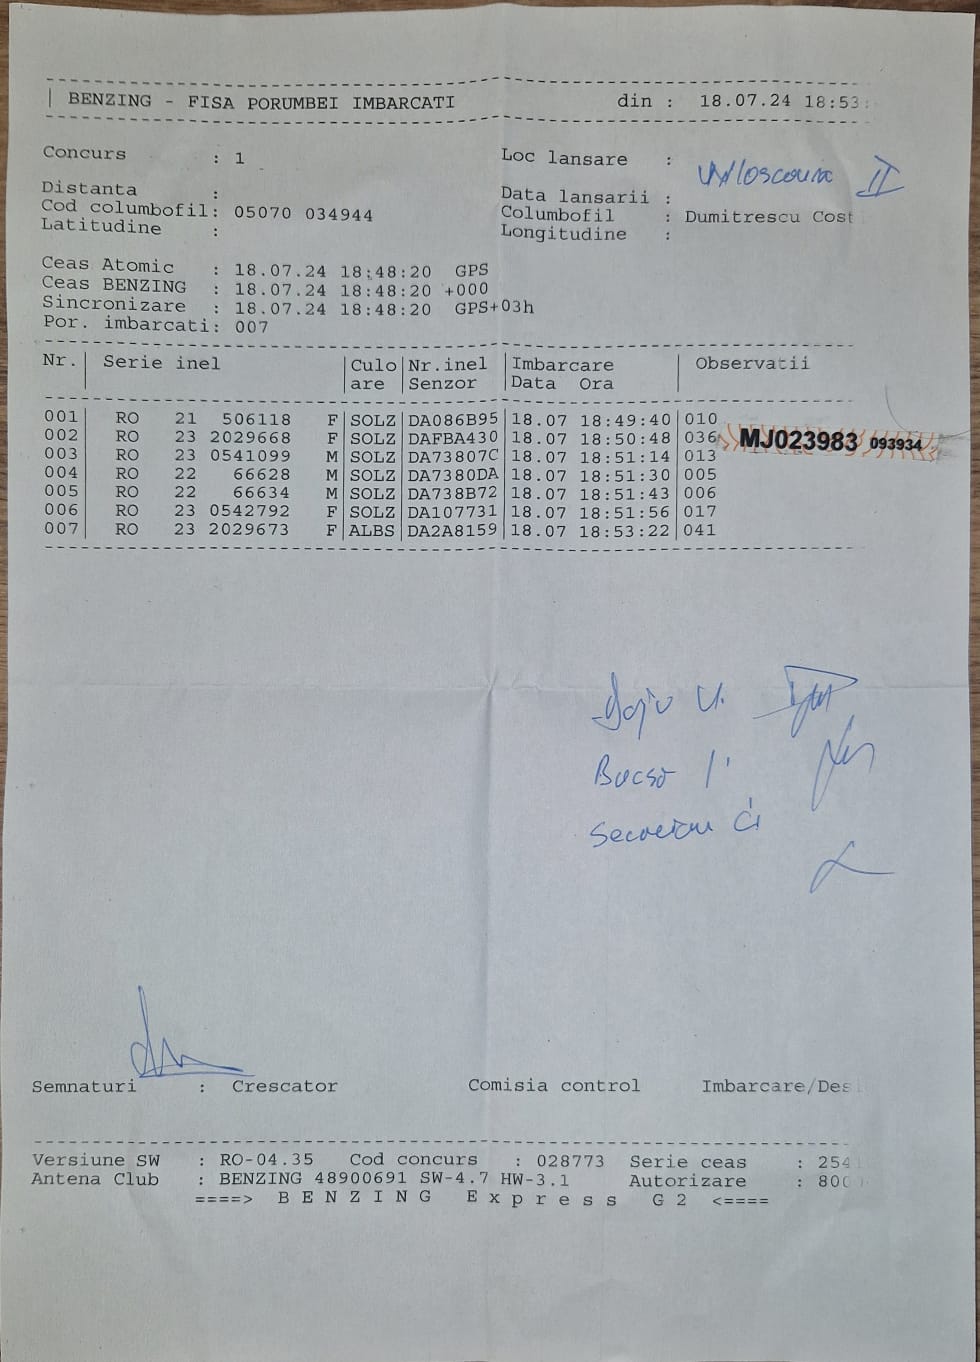 BENZING - FISA PORUMBEI IMBARCATI din : 18.07.24 18:53:
Concurs : 1 Loc lansare : II
Distanta : Data lansarii :
Cod columbofil: 05070 034944 Columbofil : Dumitrescu Cost
Latitudine : Longitudine :
Ceas Atomic : 18.07.24 18:48:20 GPS
Ceas BENZING : 18.07.24 18:48:20 +000
Sincronizare : 18.07.24 18:48:20 GPS+03h
Por. imbarcati: 007
Nr. Serie inel Culo Nr.inel Imbarcare Observatii
are Senzor Data Ora
001 RO 21 506118 F SOLZ DA086B95 18.07 18:49:40 010
002 RO 23 2029668 F SOLZ DAFBA430 18.07 18:50:48 036 MJ023983 093934
003 RO 23 0541099 M SOLZ DA73807C 18.07 18:51:14 013
004 RO 22 66628 M SOLZ DA7380DA 18.07 18:51:30 005
005 RO 22 66634 M SOLZ DA738B72 18.07 18:51:43 006
006 RO 23 0542792 F SOLZ DA107731 18.07 18:51:56 017
007 RO 23 2029673 F ALBS DA2A8159 18.07 18:53:22 041
Semnaturi : Crescator Comisia control Imbarcare/Des
Versiune SW : RO-04.35 Cod concurs : 028773 Serie ceas : 254
Antena Club : BENZING 48900691 SW-4.7 HW-3.1 Autorizare : 800
====> B E N Z I N G E x p r e s s G 2 <====